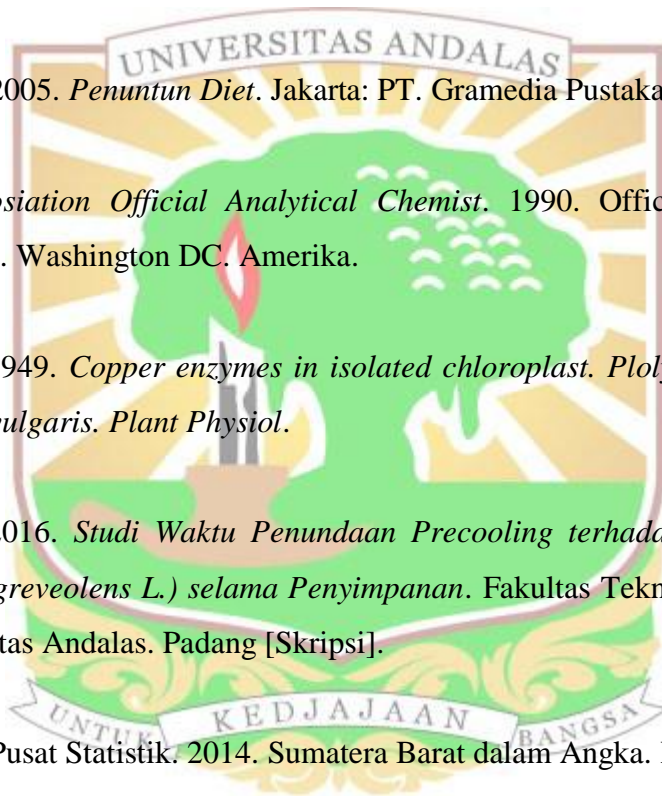 UNIVERSITAS ANDALAS
2005. Penuntun Diet. Jakarta: PT. Gramedia Pustaka
osiation Official Analytical Chemist. 1990. Offic
. Washington DC. Amerika.
949. Copper enzymes in isolated chloroplast. Ploly
ulgaris. Plant Physiol.
2016. Studi Waktu Penundaan Precooling terhada
greveolens L.) selama Penyimpanan. Fakultas Tekn
tas Andalas. Padang [Skripsi].
UNTUK KEDJAJAAN BANGSA
Pusat Statistik. 2014. Sumatera Barat dalam Angka.